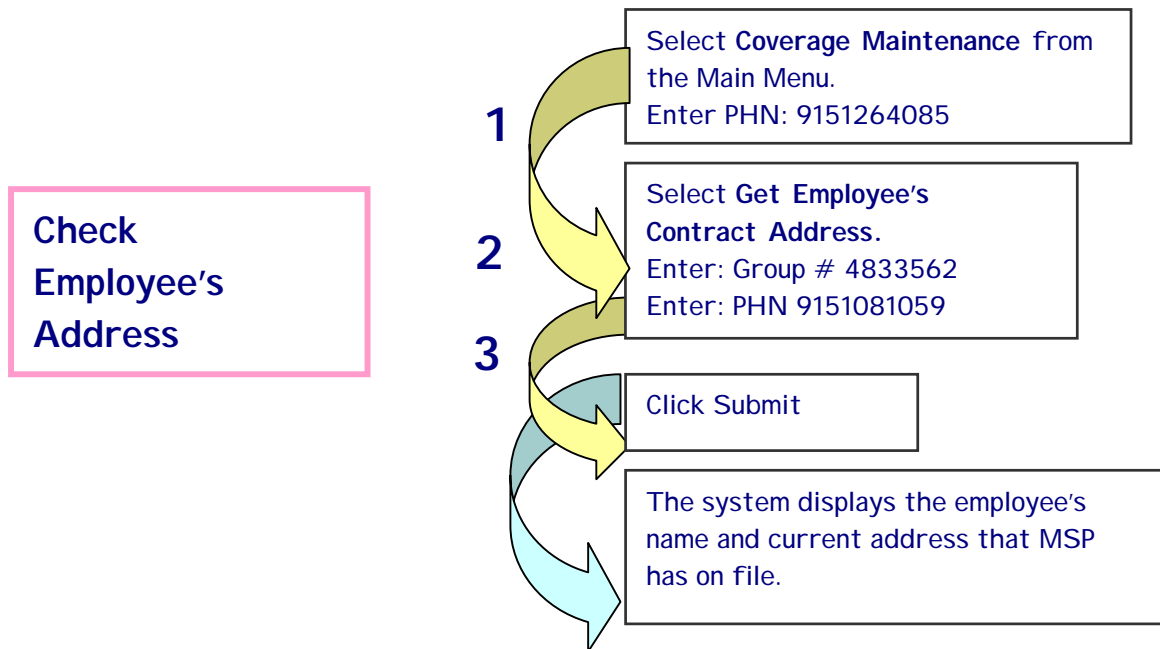 Check
Employee's
Address
1
Select Coverage Maintenance from
the Main Menu.
Enter PHN: 9151264085
2
Select Get Employee's
Contract Address.
Enter: Group # 4833562
Enter: PHN 9151081059
3
Click Submit
The system displays the employee's
name and current address that MSP
has on file.